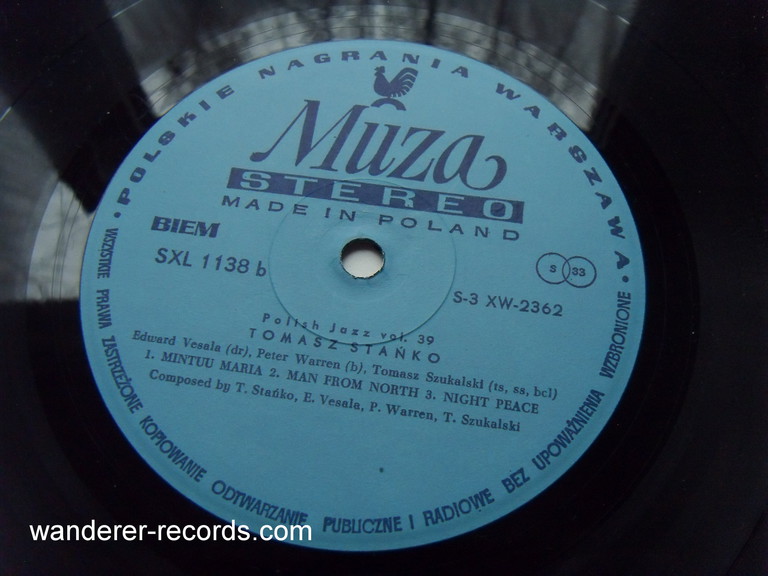 POLSKIE NAGRANIA WARSZAWA
Muza
STEREO
MADE IN POLAND
BIEM
SXL 1138 b
S 33
S-3 XW-2362
Polish Jazz vol. 39
TOMASZ STAŃKO
Edward Vesala (dr), Peter Warren (b), Tomasz Szukalski (ts, ss, bcl)
1. MINTUU MARIA 2. MAN FROM NORTH 3. NIGHT PEACE
Composed by T. Stańko, E. Vesala, P. Warren, T. Szukalski
WSZYSTKIE PRAWA ZASTRZEŻONE KOPIOWANIE ODTWARZANIE PUBLICZNE I RADIOWE BEZ UPOWAŻNIENIA WZBRONIONE
wanderer-records.com